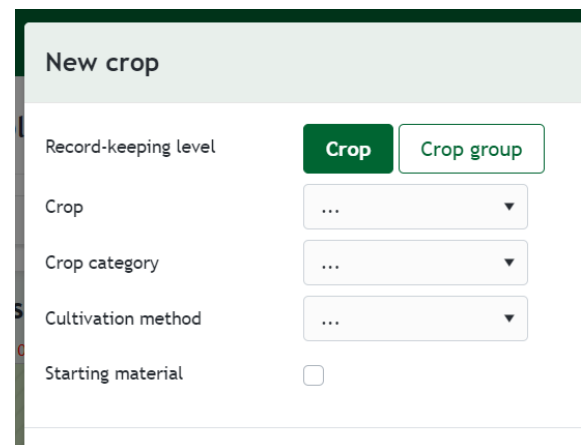 New crop
Record-keeping level Crop Crop group
Crop ...
Crop category ...
Cultivation method ...
Starting material